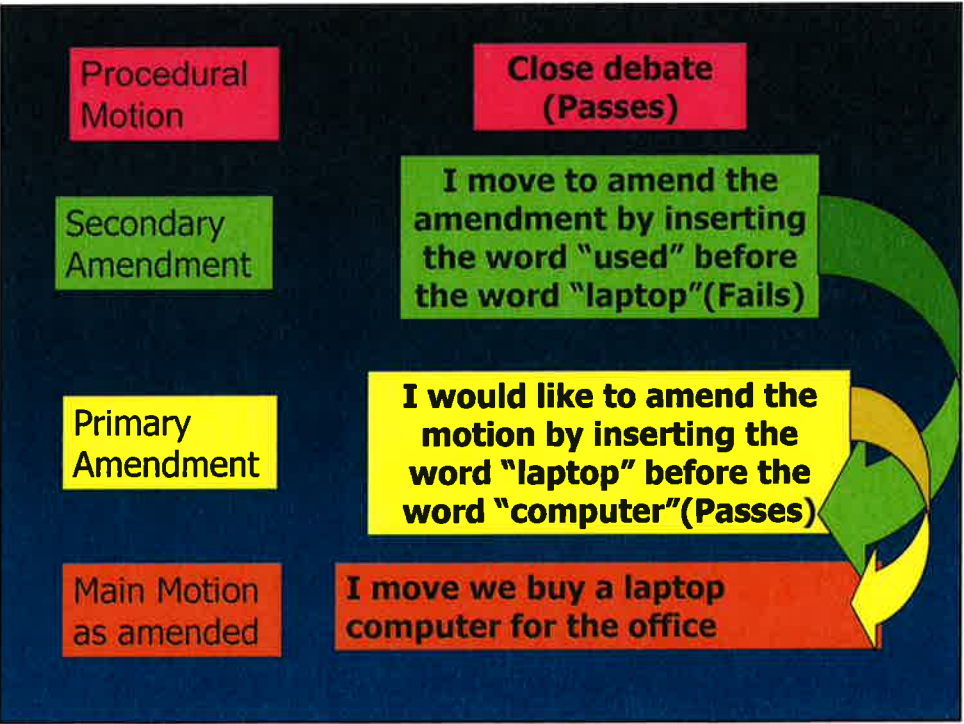 Procedural
Motion
Close debate
(Passes)
Secondary
Amendment
I move to amend the
amendment by inserting
the word “used” before
the word “laptop”(Fails)
Primary
Amendment
I would like to amend the
motion by inserting the
word “laptop” before the
word “computer”(Passes)
Main Motion
as amended
I move we buy a laptop
computer for the office